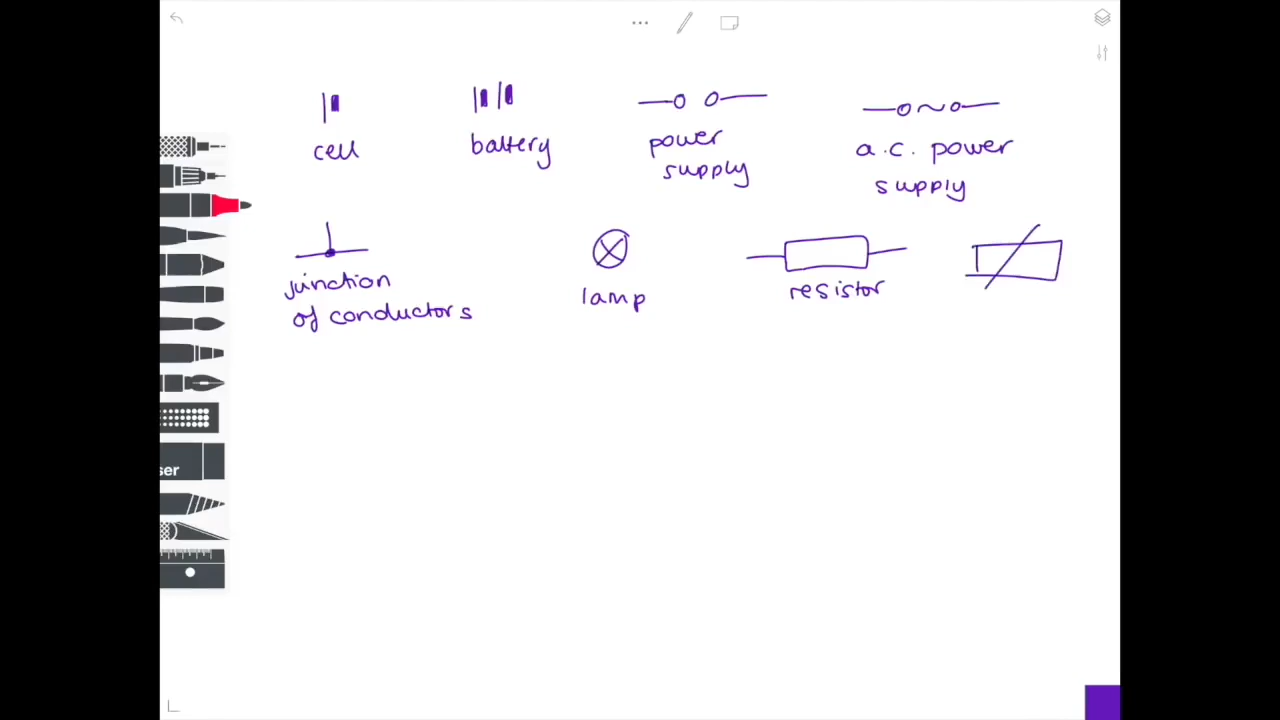 cell
battery
power
supply
a.c. power
supply
junction
of conductors
lamp
resistor
ser